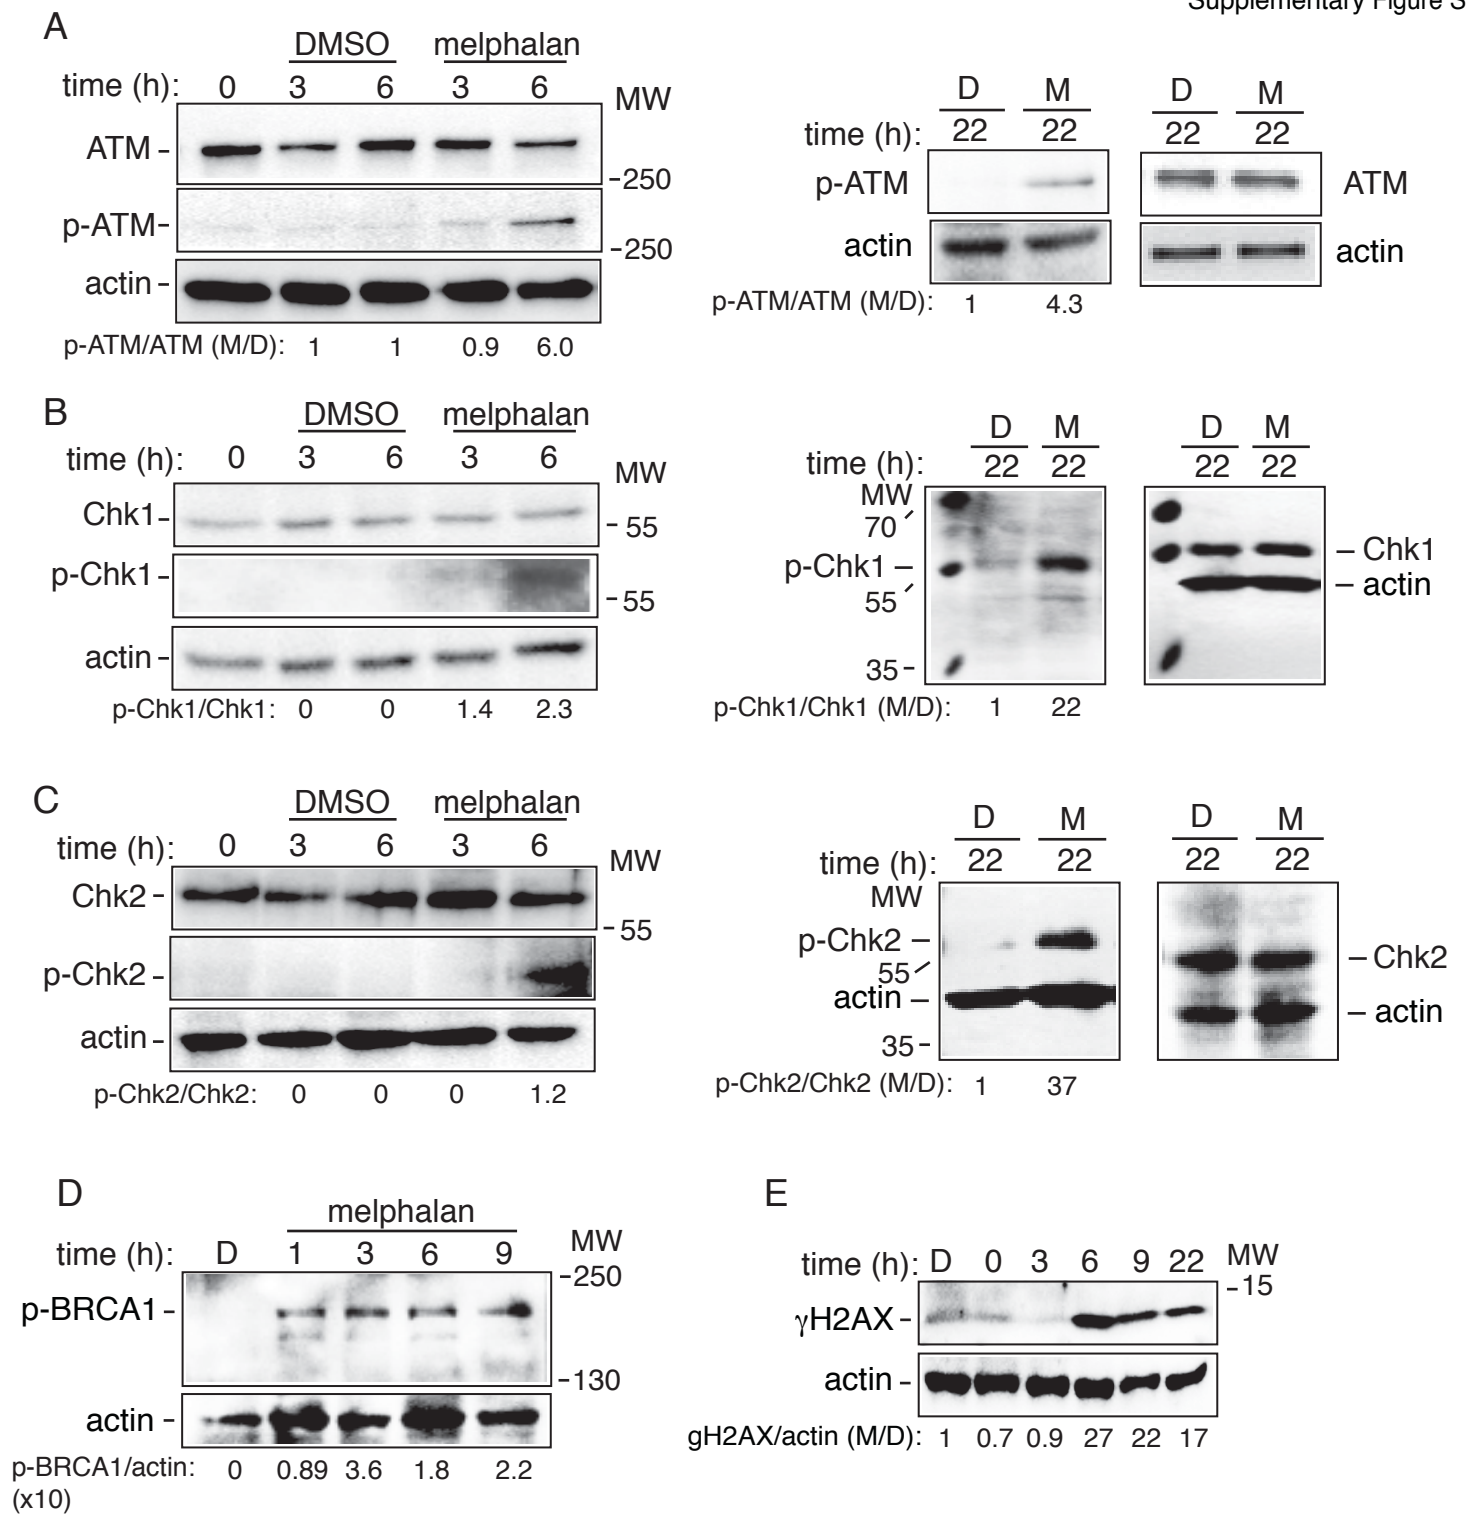 Supplementary Figure S
A
DMSO melphalan
time (h): 0 3 6 3 6 MW
ATM
-250
p-ATM
-250
actin
p-ATM/ATM (M/D): 1 1 0.9 6.0
D M
time (h): 22 22
p-ATM
actin
p-ATM/ATM (M/D): 1 4.3
D M
22 22
ATM
actin
B
DMSO melphalan
time (h): 0 3 6 3 6 MW
Chk1
- 55
p-Chk1
- 55
actin
p-Chk1/Chk1: 0 0 1.4 2.3
D M
time (h): 22 22
MW
70
p-Chk1
55
35
p-Chk1/Chk1 (M/D): 1 22
D M
22 22
Chk1
actin
C
DMSO melphalan
time (h): 0 3 6 3 6 MW
Chk2
- 55
p-Chk2
actin
p-Chk2/Chk2: 0 0 0 1.2
D M
time (h): 22 22
MW
p-Chk2
55
actin
35
p-Chk2/Chk2 (M/D): 1 37
D M
22 22
Chk2
actin
D
melphalan
time (h): D 1 3 6 9 MW
-250
p-BRCA1
-130
actin
p-BRCA1/actin: 0 0.89 3.6 1.8 2.2
(x10)
E
time (h): D 0 3 6 9 22 MW
-15
γH2AX
actin
gH2AX/actin (M/D): 1 0.7 0.9 27 22 17